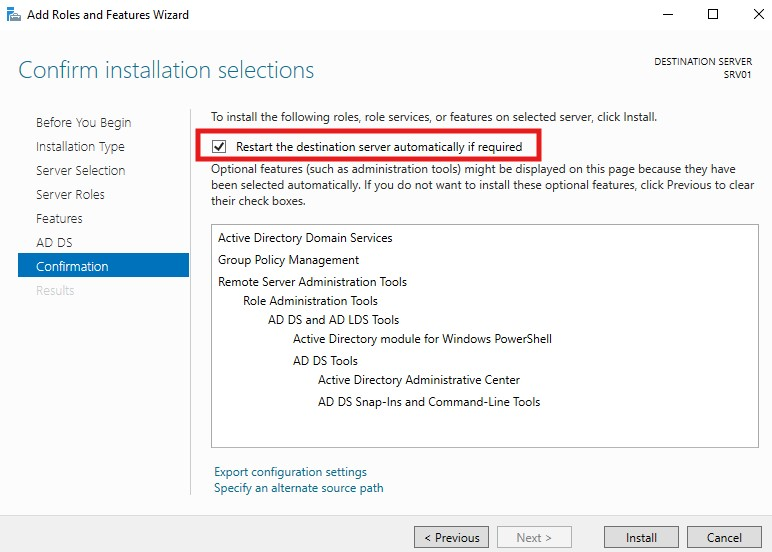 Add Roles and Features Wizard
Confirm installation selections
DESTINATION SERVER
SRV01
Before You Begin
Installation Type
Server Selection
Server Roles
Features
AD DS
Confirmation
Results
To install the following roles, role services, or features on selected server, click Install.
Restart the destination server automatically if required
Optional features (such as administration tools) might be displayed on this page because they have
been selected automatically. If you do not want to install these optional features, click Previous to clear
their check boxes.
Active Directory Domain Services
Group Policy Management
Remote Server Administration Tools
Role Administration Tools
AD DS and AD LDS Tools
Active Directory module for Windows PowerShell
AD DS Tools
Active Directory Administrative Center
AD DS Snap-Ins and Command-Line Tools
Export configuration settings
Specify an alternate source path
< Previous
Next >
Install
Cancel